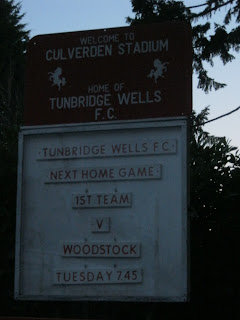 WELCOME TO
CULVERDEN STADIUM
HOME OF
TUNBRIDGE WELLS
F.C.
TUNBRIDGE WELLS F.C.
NEXT HOME GAME
1ST TEAM
V
WOODSTOCK
TUESDAY 7.45